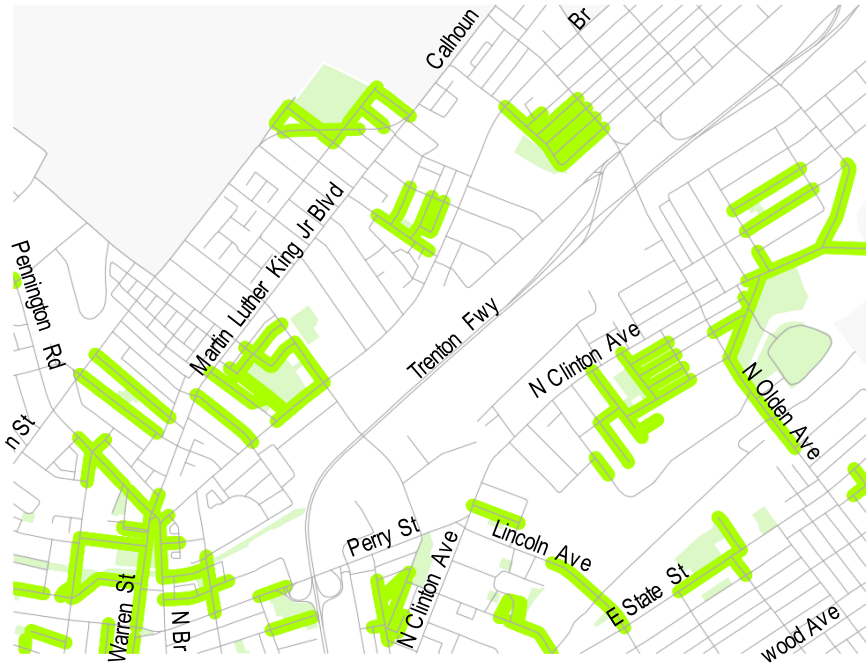 Calhoun
Br
Martin Luther King Jr Blvd
Pennington Rd
Trenton Fwy
N Clinton Ave
N Olden Ave
n St
Perry St
Lincoln Ave
N Clinton Ave
E State St
Warren St
N Br
wood Ave